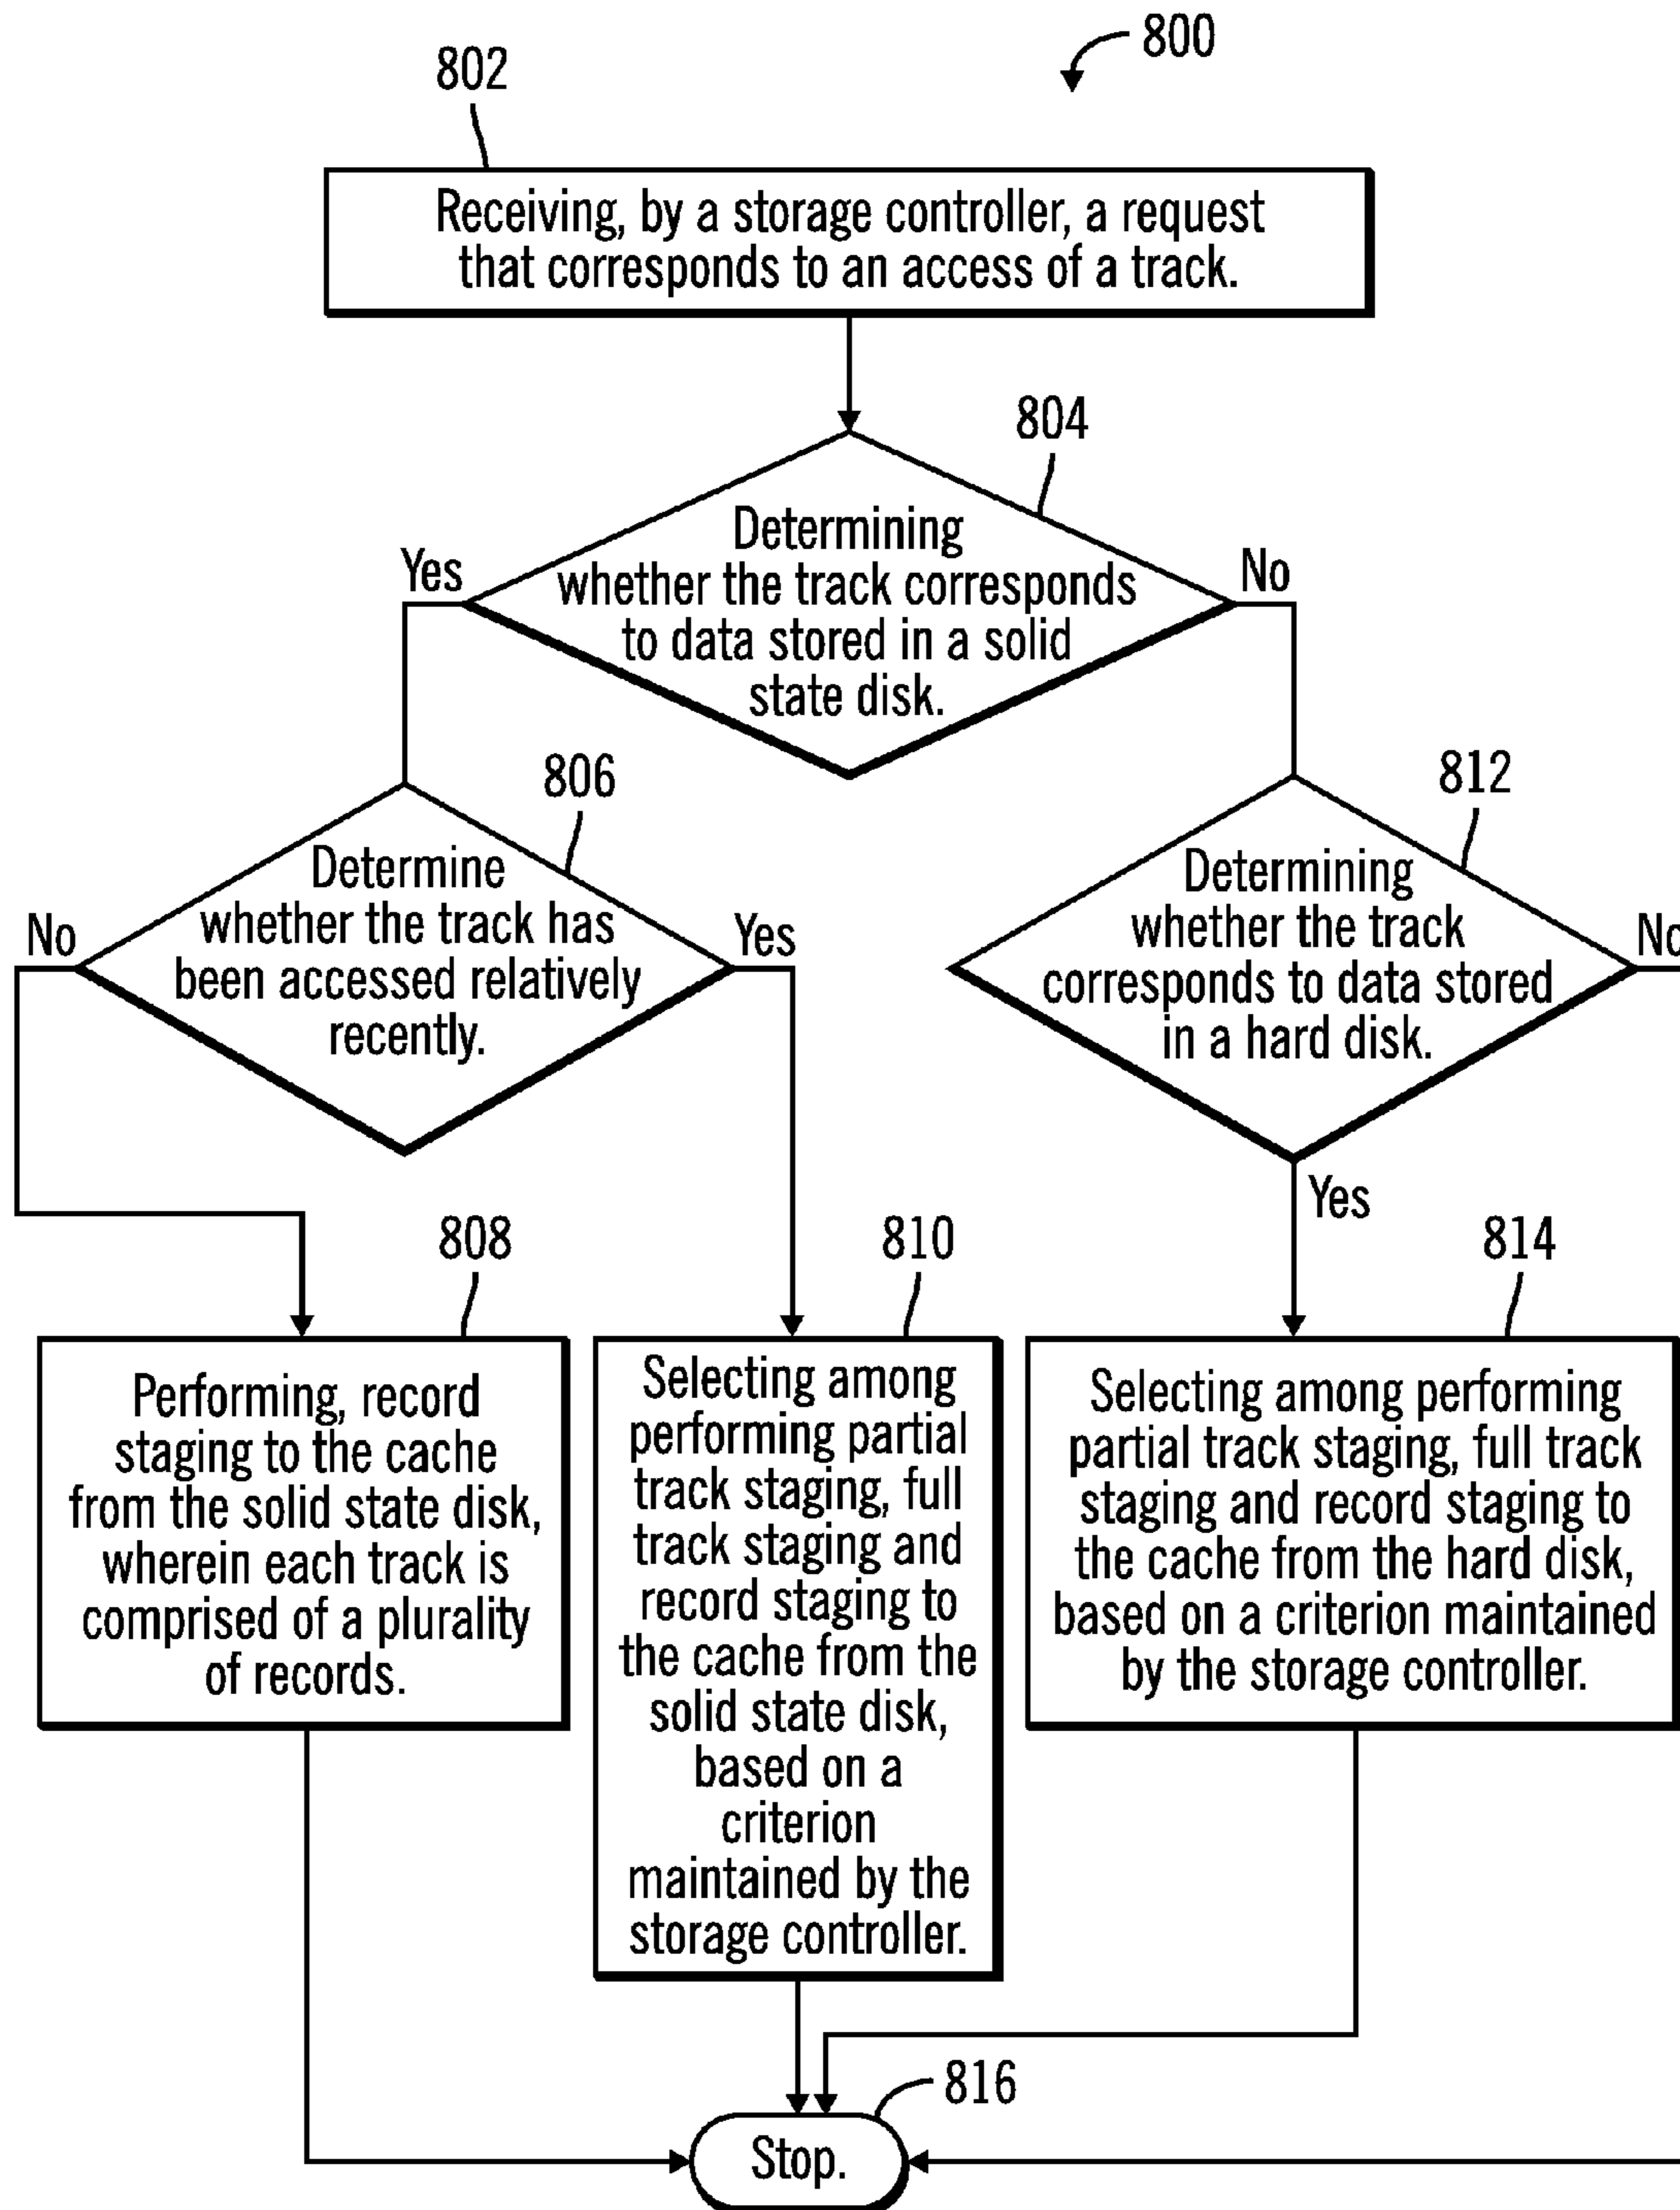 800
802
Receiving, by a storage controller, a request
that corresponds to an access of a track.
804
Determining
whether the track corresponds
to data stored in a solid
state disk.
Yes
No
806
Determine
whether the track has
been accessed relatively
recently.
No
Yes
812
Determining
whether the track
corresponds to data stored
in a hard disk.
No
Yes
808
Performing, record
staging to the cache
from the solid state disk,
wherein each track is
comprised of a plurality
of records.
810
Selecting among
performing partial
track staging, full
track staging and
record staging to
the cache from the
solid state disk,
based on a
criterion
maintained by the
storage controller.
814
Selecting among performing
partial track staging, full track
staging and record staging to
the cache from the hard disk,
based on a criterion maintained
by the storage controller.
816
Stop.